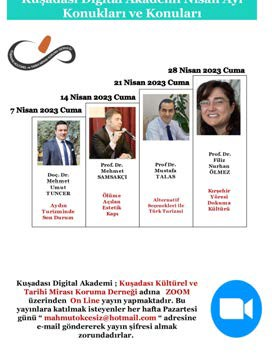 Kuşadası Digital Akademi Nisan Ayı
Konukları ve Konuları
28 Nisan 2023 Cuma
21 Nisan 2023 Cuma
14 Nisan 2023 Cuma
7 Nisan 2023 Cuma
Doç. Dr.
Mehmet
Umut
TUNCER
Aydın
Turizminde
Son Durum
Prof. Dr.
Mehmet
SAMSAKÇI
Ölüme
Açılan
Estetik
Kapı
Prof Dr.
Mustafa
TALAS
Alternatif
Seçenekleri ile
Türk Turizmi
Prof. Dr.
Filiz
Nurhan
ÖLMEZ
Kırşehir
Yöresi
Dokuma
Kültürü
Kuşadası Digital Akademi ; Kuşadası Kültürel ve
Tarihi Mirası Koruma Derneği adına ZOOM
üzerinden On Line yayın yapmaktadır. Bu
yayınlara katılmak isteyenler her hafta Pazartesi
günü “ mahmutokcesiz@hotmail.com “ adresine
e-mail göndererek yayın şifresi almak
zorundadırlar.